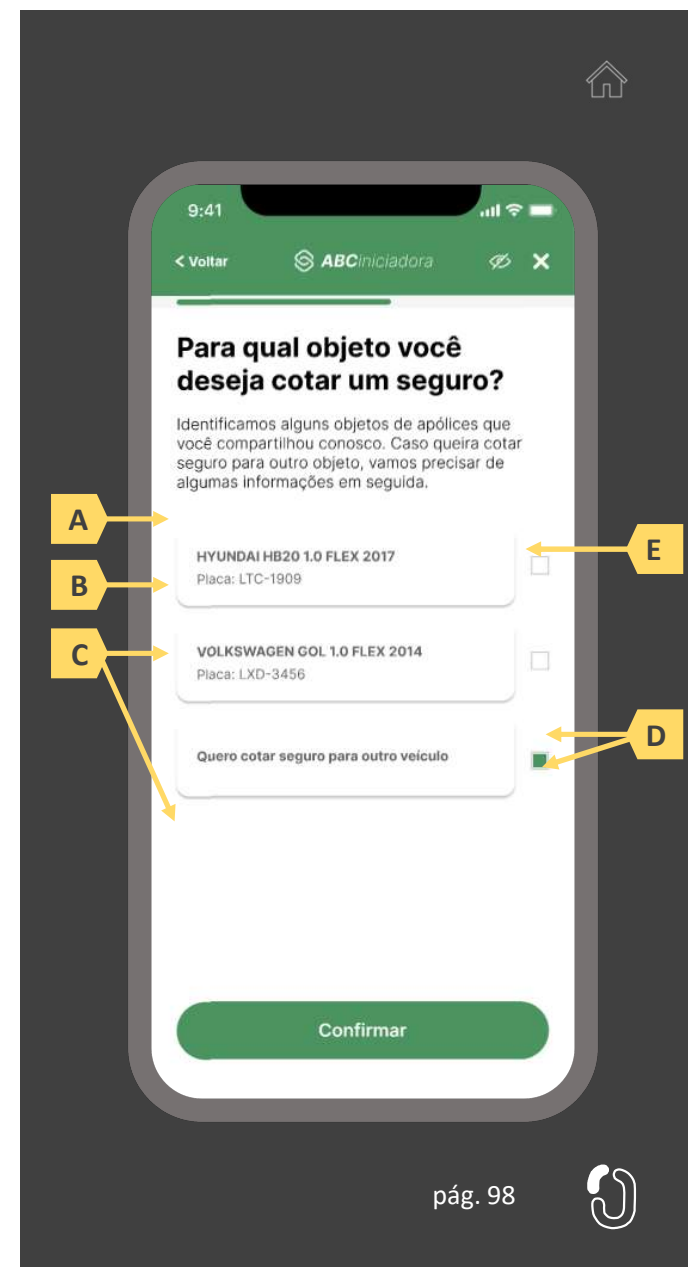 9:41
< Voltar
ABCiniciadora
Para qual objeto você
deseja cotar um seguro?
Identificamos alguns objetos de apólices que
você compartilhou conosco. Caso queira cotar
seguro para outro objeto, vamos precisar de
algumas informações em seguida.
A
HYUNDAI HB20 1.0 FLEX 2017
E
B
Placa: LTC-1909
C
VOLKSWAGEN GOL 1.0 FLEX 2014
Placa: LXD-3456
D
Quero cotar seguro para outro veículo
Confirmar
pág. 98